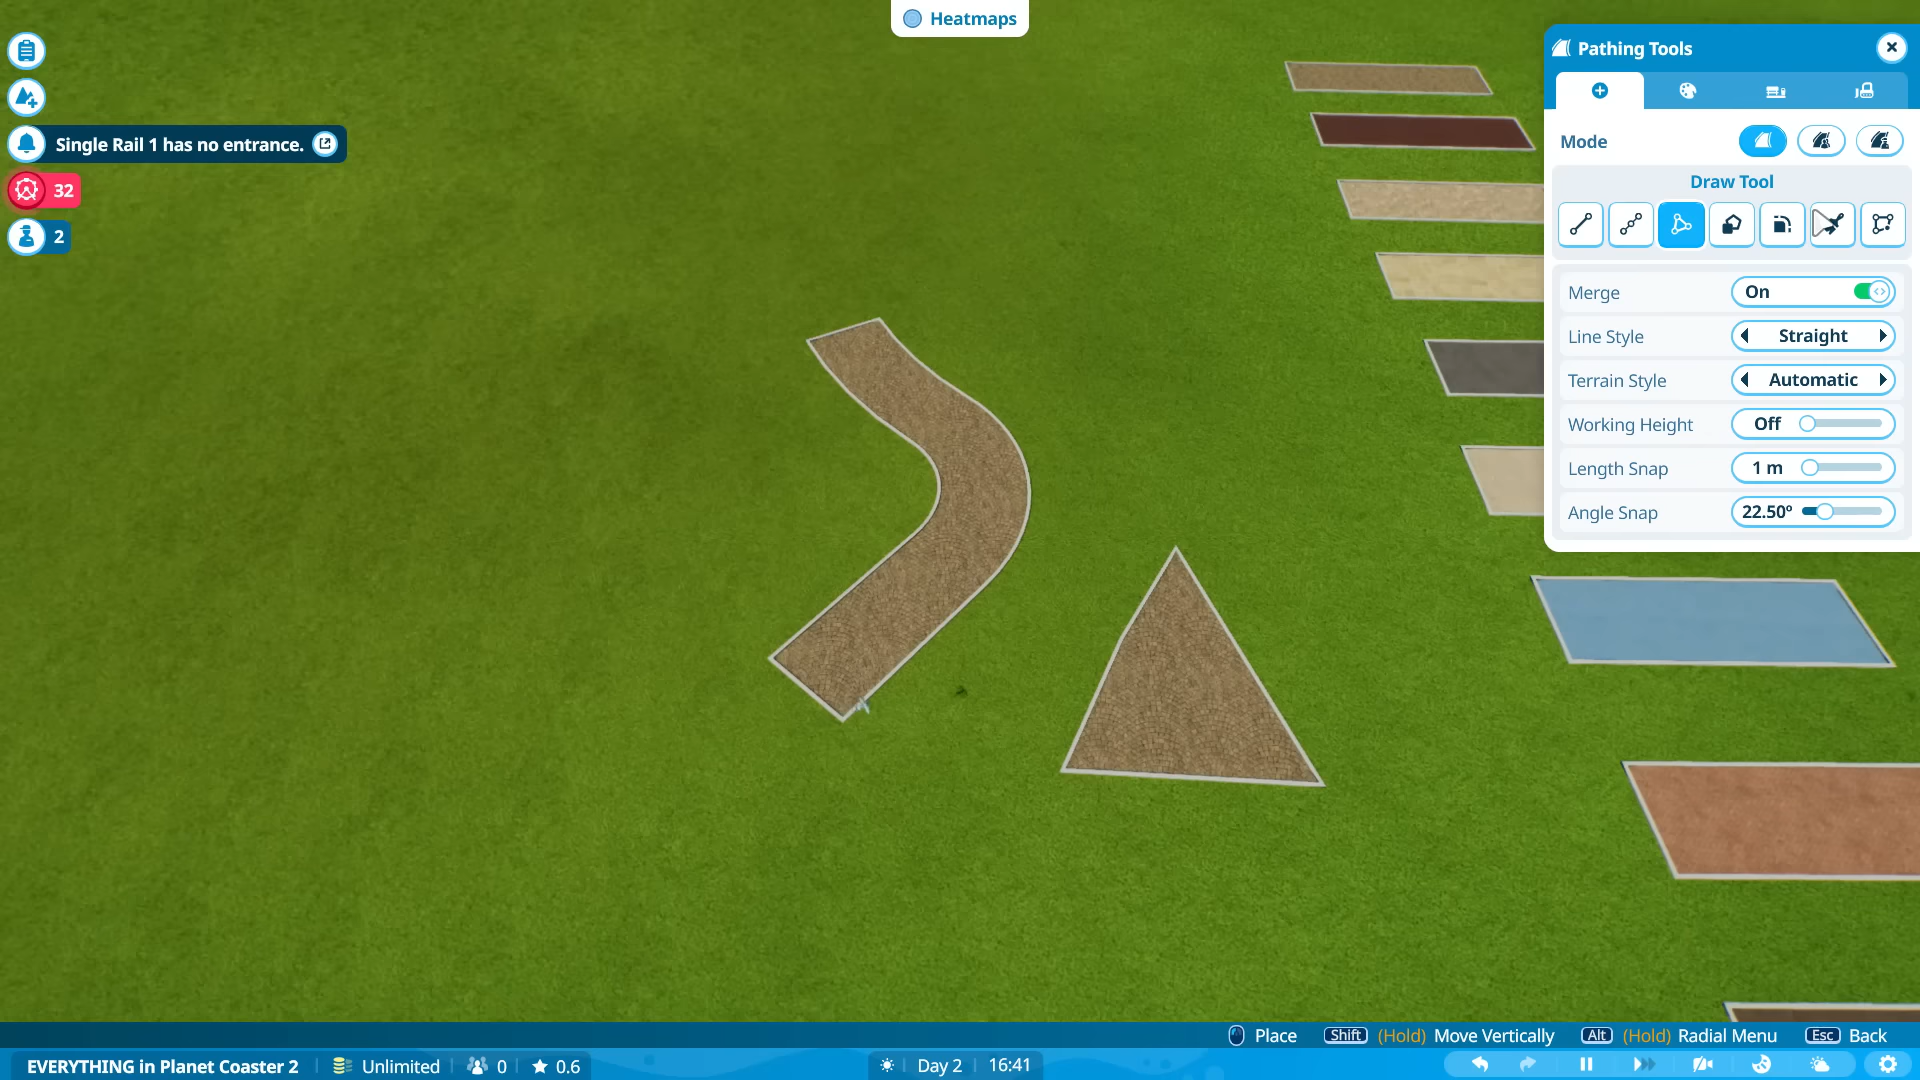 Heatmaps
Pathing Tools
Single Rail 1 has no entrance.
32
2
Mode
Draw Tool
Merge On
Line Style Straight
Terrain Style Automatic
Working Height Off
Length Snap 1 m
Angle Snap 22.50º
Place Shift (Hold) Move Vertically Alt (Hold) Radial Menu Esc Back
EVERYTHING in Planet Coaster 2 Unlimited 0 0.6 Day 2 16:41